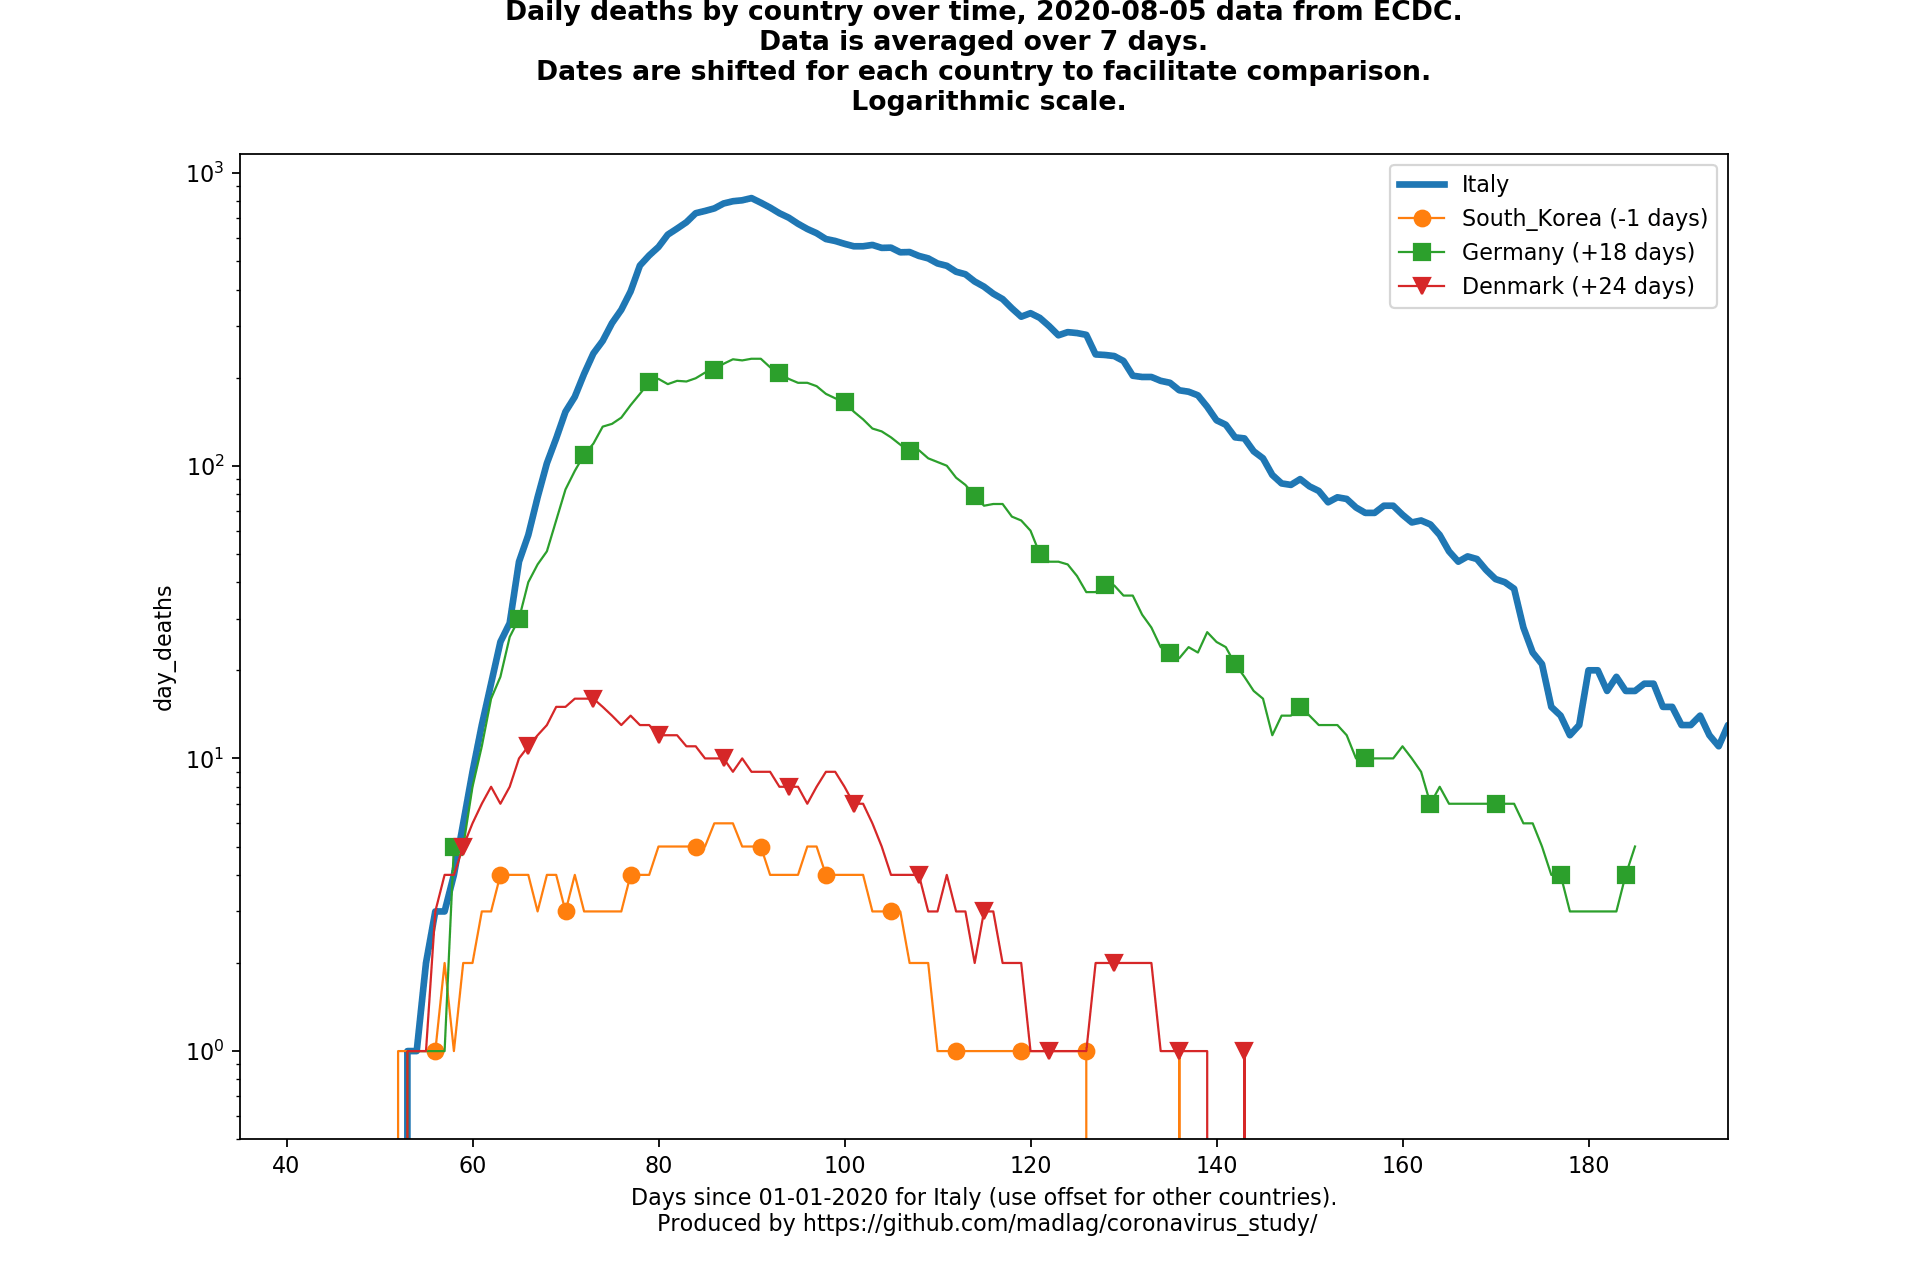 Daily deaths by country over time, 2020-08-05 data from ECDC.
Data is averaged over 7 days.
Dates are shifted for each country to facilitate comparison.
Logarithmic scale.
10³
10²
10¹
10⁰
day_deaths
Italy
South_Korea (-1 days)
Germany (+18 days)
Denmark (+24 days)
40 60 80 100 120 140 160 180
Days since 01-01-2020 for Italy (use offset for other countries).
Produced by https://github.com/madlag/coronavirus_study/